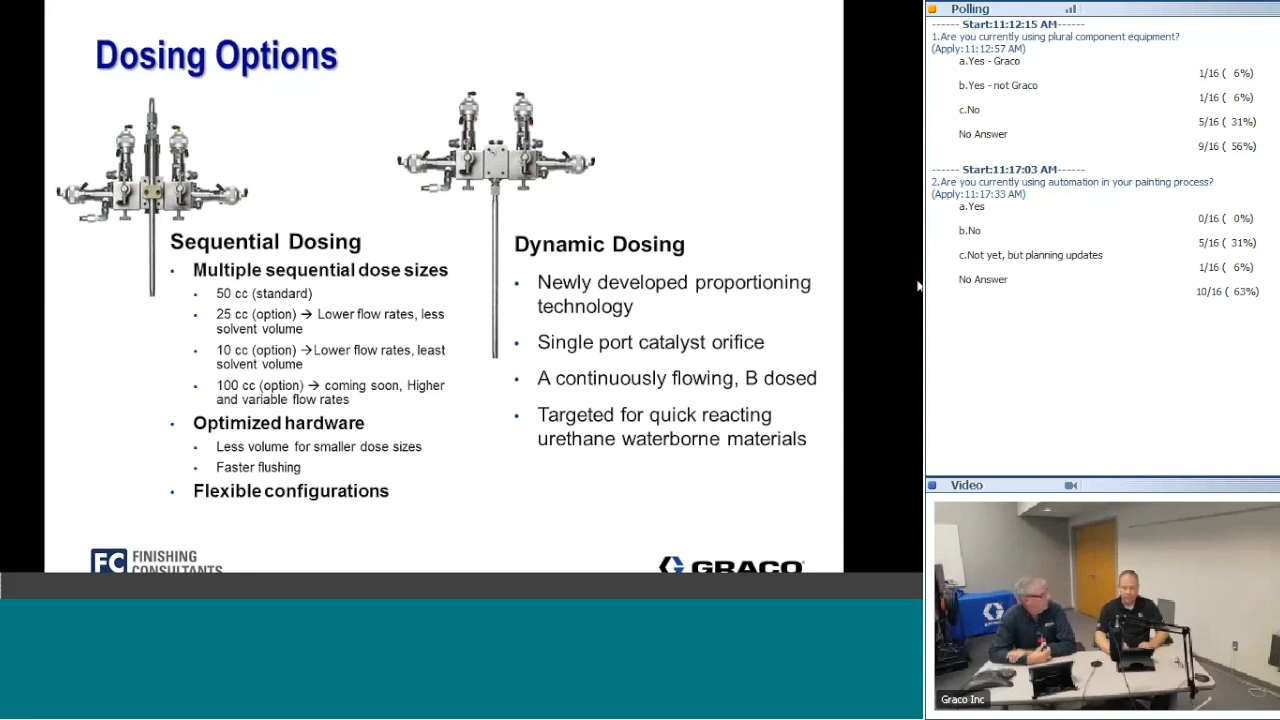 Dosing Options
Sequential Dosing
• Multiple sequential dose sizes
• 50 cc (standard)
• 25 cc (option) → Lower flow rates, less
solvent volume
• 10 cc (option) →Lower flow rates, least
solvent volume
• 100 cc (option) → coming soon, Higher
and variable flow rates
• Optimized hardware
• Less volume for smaller dose sizes
• Faster flushing
• Flexible configurations
Dynamic Dosing
• Newly developed proportioning
technology
• Single port catalyst orifice
• A continuously flowing, B dosed
• Targeted for quick reacting
urethane waterborne materials
FC FINISHING
CONSULTANTS
GRACO
Polling
------ Start:11:12:15 AM------
1.Are you currently using plural component equipment?
(Apply:11:12:57 AM)
a.Yes - Graco
1/16 ( 6%)
b.Yes - not Graco
1/16 ( 6%)
c.No
5/16 ( 31%)
No Answer
9/16 ( 56%)
------ Start:11:17:03 AM------
2.Are you currently using automation in your painting process?
(Apply:11:17:33 AM)
a.Yes
0/16 ( 0%)
b.No
5/16 ( 31%)
c.Not yet, but planning updates
1/16 ( 6%)
No Answer
10/16 ( 63%)
Video
Graco Inc